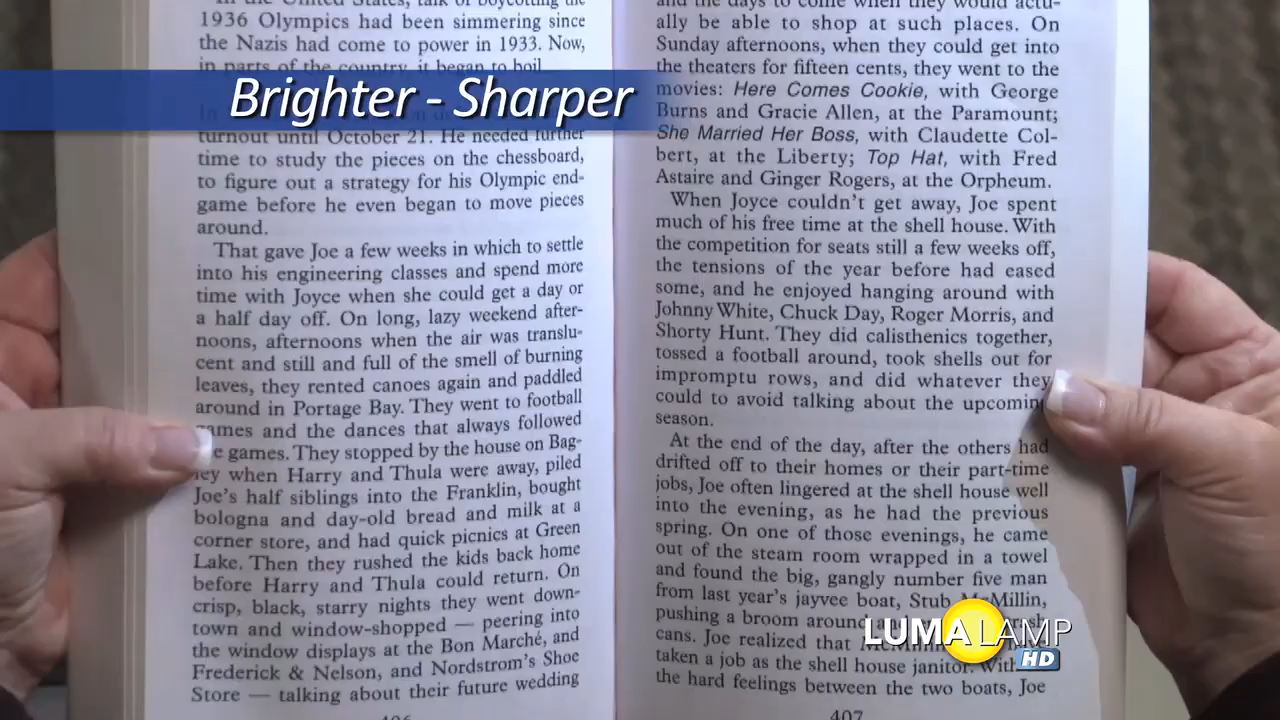 1936 Olympics had been simmering since
the Nazis had come to power in 1933. Now,
in parts of the country, it began to boil.
Brighter - Sharper
turnout until October 21. He needed further
time to study the pieces on the chessboard,
to figure out a strategy for his Olympic end-
game before he even began to move pieces
around.
That gave Joe a few weeks in which to settle
into his engineering classes and spend more
time with Joyce when she could get a day or
a half day off. On long, lazy weekend after-
noons, afternoons when the air was translu-
cent and still and full of the smell of burning
leaves, they rented canoes again and paddled
around in Portage Bay. They went to football
games and the dances that always followed
games. They stopped by the house on Bag-
ley when Harry and Thula were away, piled
Joe's half siblings into the Franklin, bought
bologna and day-old bread and milk at a
corner store, and had quick picnics at Green
Lake. Then they rushed the kids back home
before Harry and Thula could return. On
crisp, black, starry nights they went down-
town and window-shopped — peering into
the window displays at the Bon Marché, and
Frederick & Nelson, and Nordstrom's Shoe
Store — talking about their future wedding
406
and the days to come when they would actu-
ally be able to shop at such places. On
Sunday afternoons, when they could get into
the theaters for fifteen cents, they went to the
movies: Here Comes Cookie, with George
Burns and Gracie Allen, at the Paramount;
She Married Her Boss, with Claudette Col-
bert, at the Liberty; Top Hat, with Fred
Astaire and Ginger Rogers, at the Orpheum.
When Joyce couldn't get away, Joe spent
much of his free time at the shell house. With
the competition for seats still a few weeks off,
the tensions of the year before had eased
some, and he enjoyed hanging around with
Johnny White, Chuck Day, Roger Morris, and
Shorty Hunt. They did calisthenics together,
tossed a football around, took shells out for
impromptu rows, and did whatever they
could to avoid talking about the upcoming
season.
At the end of the day, after the others had
drifted off to their homes or their part-time
jobs, Joe often lingered at the shell house well
into the evening, as he had the previous
spring. On one of those evenings, he came
out of the steam room wrapped in a towel
and found the big, gangly number five man
from last year's jayvee boat, Stub McMillin,
pushing a broom around
cans. Joe realized that
taken a job as the shell house janitor. With
the hard feelings between the two boats, Joe
407
LUMA LAMP
HD